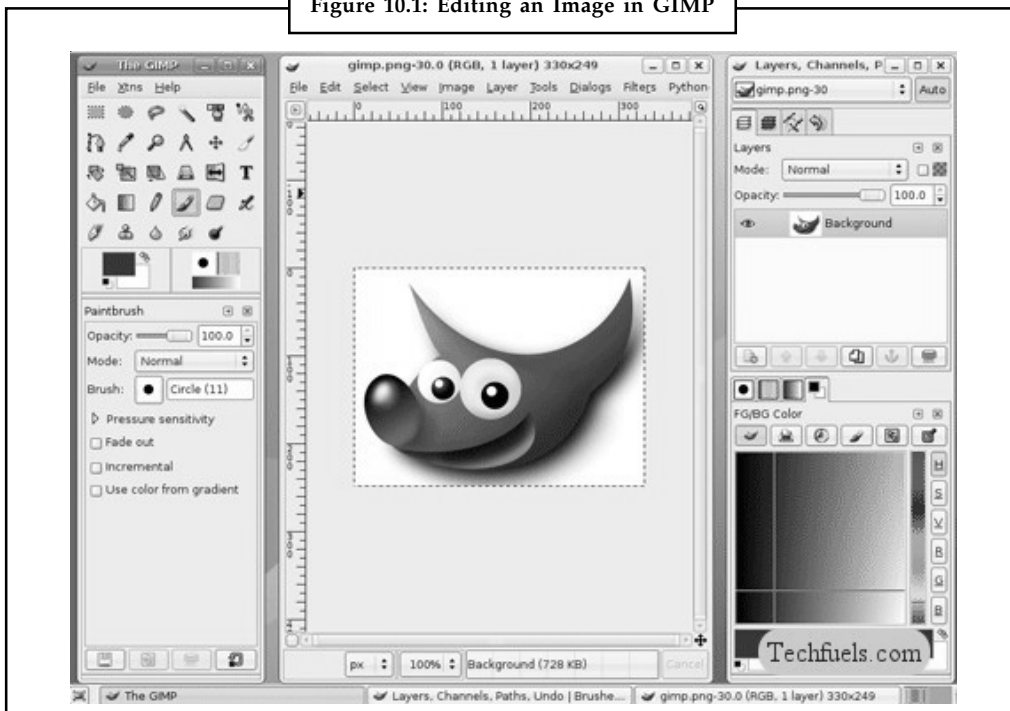 Figure 10.1: Editing an Image in GIMP
The GIMP
File Xtns Help
Paintbrush
Opacity: 100.0
Mode: Normal
Brush: Circle (11)
Pressure sensitivity
Fade out
Incremental
Use color from gradient
gimp.png-30.0 (RGB, 1 layer) 330x249
File Edit Select View Image Layer Tools Dialogs Filters Python-
0 100 200 300
px 100% Background (728 KB) Cancel
Layers, Channels, P
gimp.png-30 Auto
Layers
Mode: Normal
Opacity: 100.0
Background
FG/BG Color
H
S
V
B
G
B
Techfuels.com
The GIMP
Layers, Channels, Paths, Undo | Brushe...
gimp.png-30.0 (RGB, 1 layer) 330x249